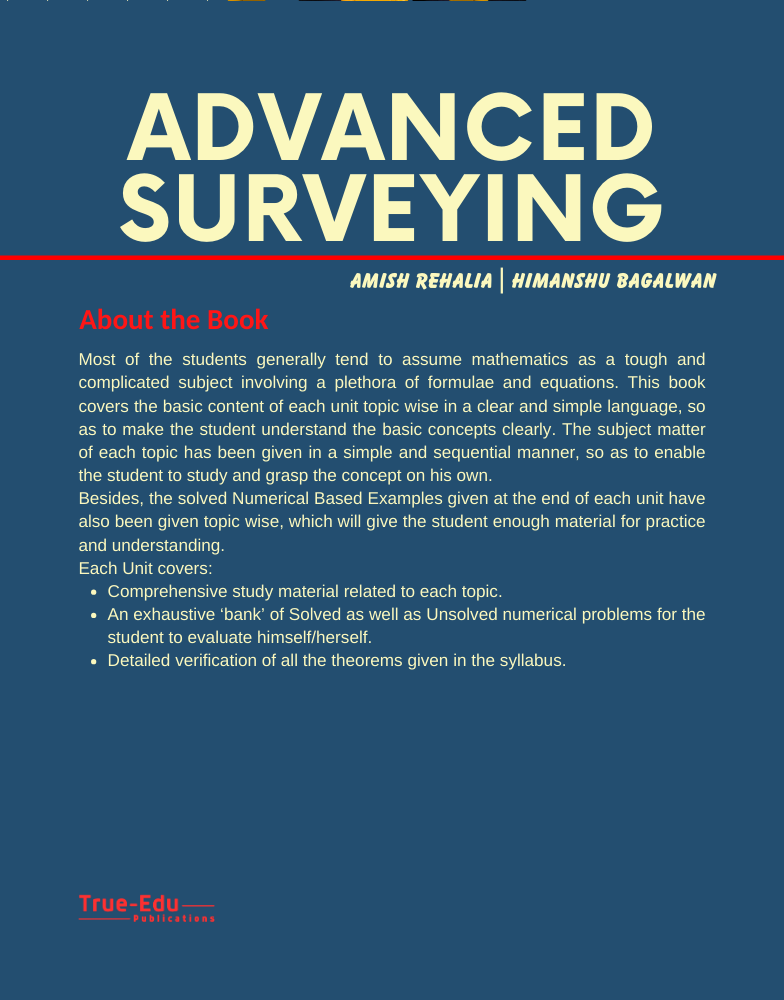 ADVANCED
SURVEYING
AMISH REHALIA | HIMANSHU BAGALWAN
About the Book
Most of the students generally tend to assume mathematics as a tough and
complicated subject involving a plethora of formulae and equations. This book
covers the basic content of each unit topic wise in a clear and simple language, so
as to make the student understand the basic concepts clearly. The subject matter
of each topic has been given in a simple and sequential manner, so as to enable
the student to study and grasp the concept on his own.
Besides, the solved Numerical Based Examples given at the end of each unit have
also been given topic wise, which will give the student enough material for practice
and understanding.
Each Unit covers:
• Comprehensive study material related to each topic.
• An exhaustive ‘bank’ of Solved as well as Unsolved numerical problems for the
student to evaluate himself/herself.
• Detailed verification of all the theorems given in the syllabus.
True-Edu
Publications